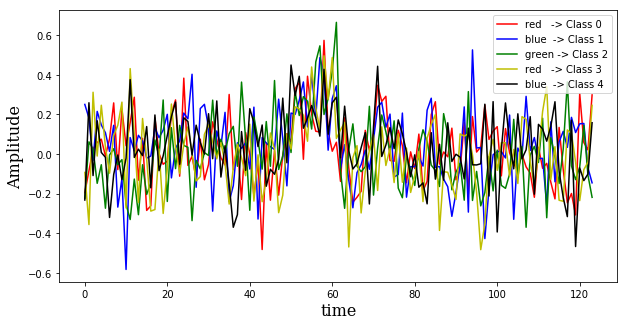 red -> Class 0
blue -> Class 1
green -> Class 2
red -> Class 3
blue -> Class 4
Amplitude
0.6
0.4
0.2
0.0
−0.2
−0.4
−0.6
0 20 40 60 80 100 120
time